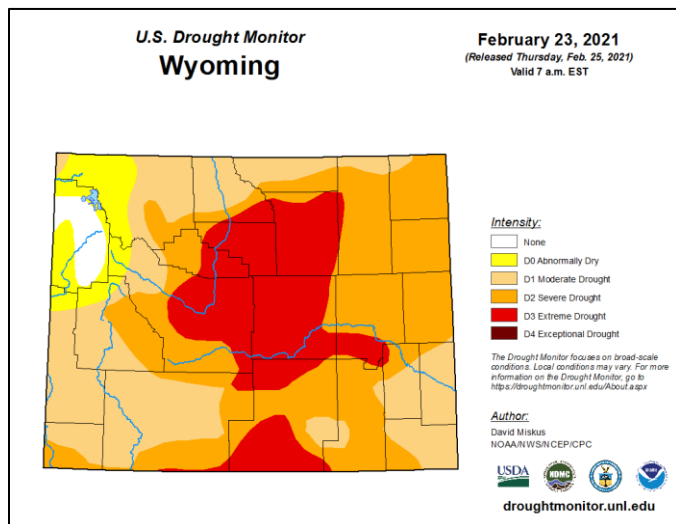 U.S. Drought Monitor
Wyoming
February 23, 2021
(Released Thursday, Feb. 25, 2021)
Valid 7 a.m. EST
Intensity:
None
D0 Abnormally Dry
D1 Moderate Drought
D2 Severe Drought
D3 Extreme Drought
D4 Exceptional Drought
The Drought Monitor focuses on broad-scale
conditions. Local conditions may vary. For more
information on the Drought Monitor, go to
https://droughtmonitor.unl.edu/About.aspx
Author:
David Miskus
NOAA/NWS/NCEP/CPC
USDA
NDMC
droughtmonitor.unl.edu